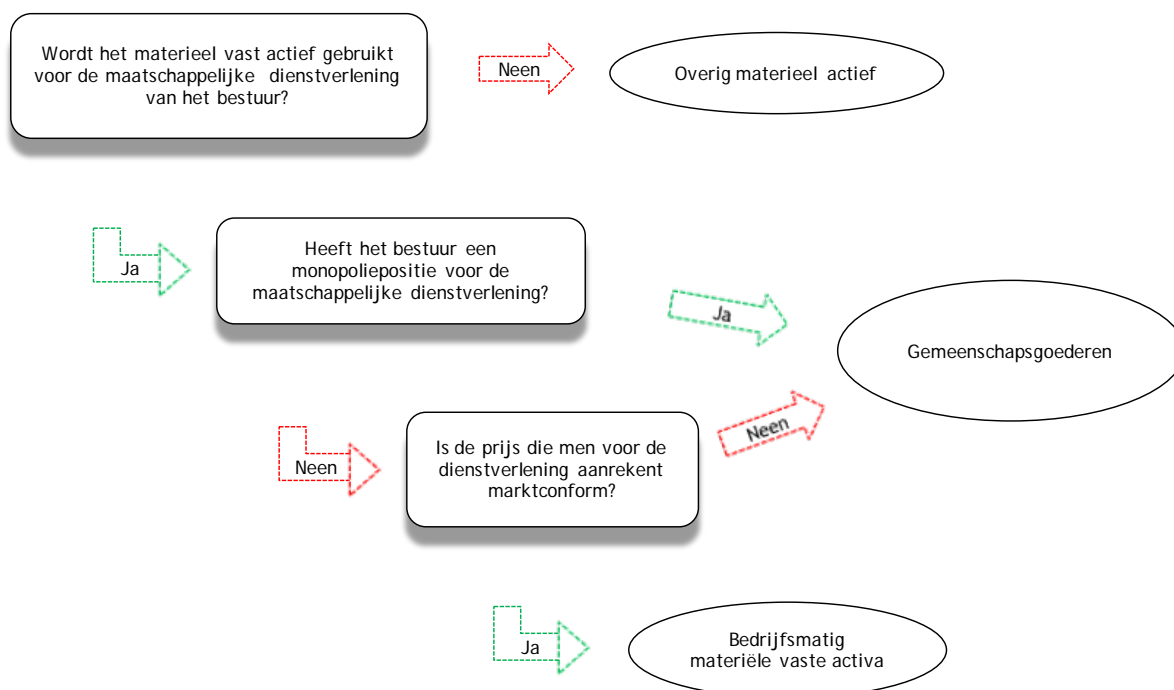 Wordt het materieel vast actief gebruikt
voor de maatschappelijke dienstverlening
van het bestuur?
Neen
Overig materieel actief
Ja
Heeft het bestuur een
monopoliepositie voor de
maatschappelijke dienstverlening?
Ja
Gemeenschapsgoederen
Neen
Is de prijs die men voor de
dienstverlening aanrekent
marktconform?
Neen
Ja
Bedrijfsmatig
materiële vaste activa